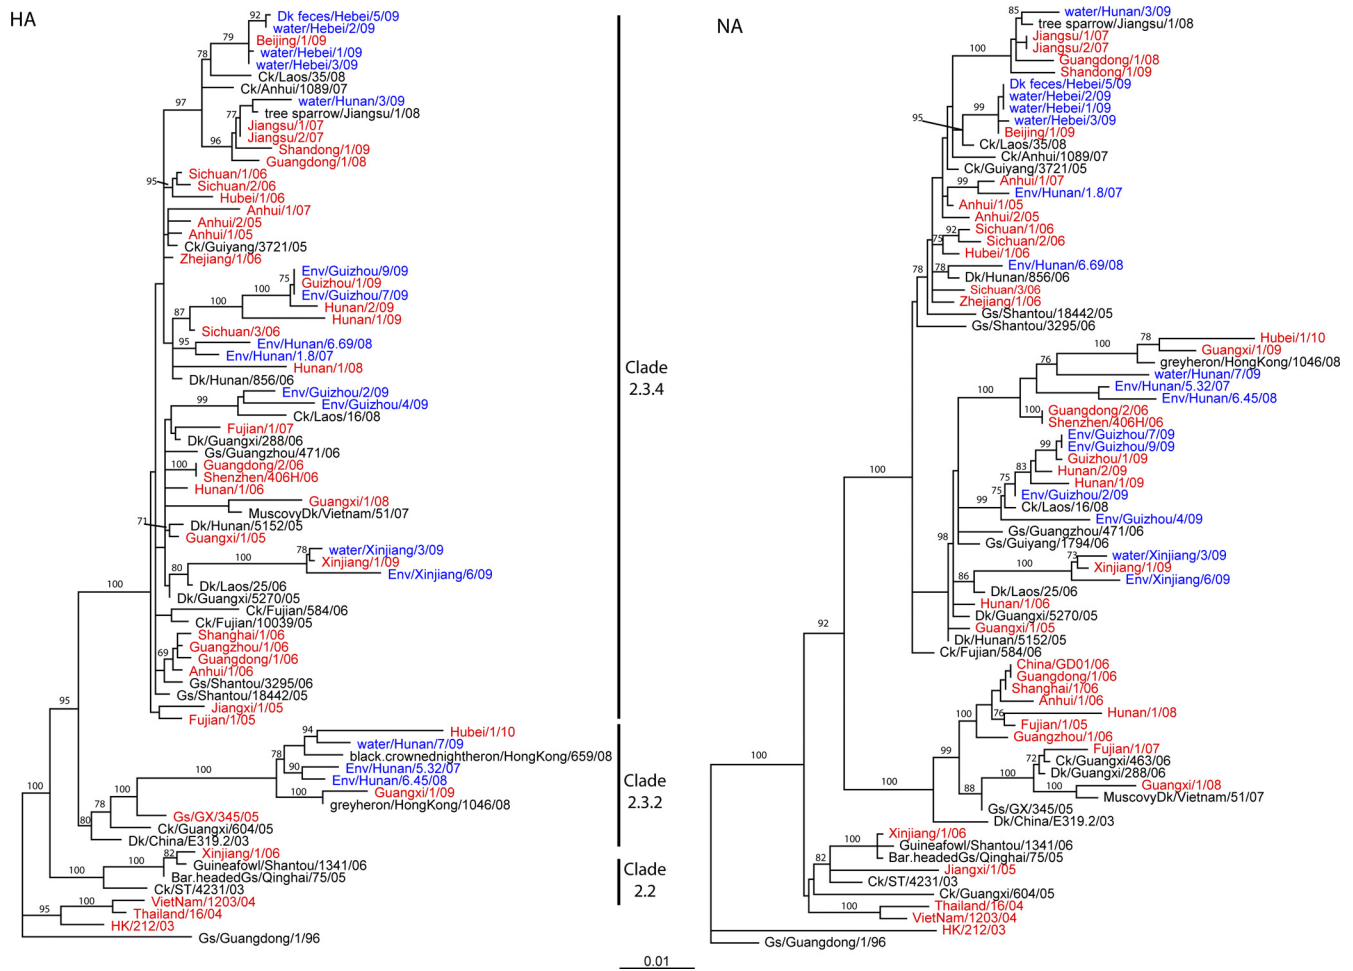 HA
92
Dk feces/Hebei/5/09
water/Hebei/2/09
79
Beijing/1/09
water/Hebei/1/09
78
water/Hebei/3/09
Ck/Laos/35/08
Ck/Anhui/1089/07
97
water/Hunan/3/09
77
tree sparrow/Jiangsu/1/08
Jiangsu/1/07
Jiangsu/2/07
96
Shandong/1/09
Guangdong/1/08
Sichuan/1/06
95
Sichuan/2/06
Hubei/1/06
Anhui/1/07
Anhui/2/05
Anhui/1/05
Ck/Guiyang/3721/05
Zhejiang/1/06
Env/Guizhou/9/09
75
Guizhou/1/09
Env/Guizhou/7/09
100
100
Hunan/2/09
87
Hunan/1/09
Sichuan/3/06
95
Env/Hunan/6.69/08
Env/Hunan/1.8/07
Hunan/1/08
Dk/Hunan/856/06
Env/Guizhou/2/09
99
Env/Guizhou/4/09
Ck/Laos/16/08
Fujian/1/07
Dk/Guangxi/288/06
Gs/Guangzhou/471/06
100
Guangdong/2/06
Shenzhen/406H/06
Hunan/1/06
Guangxi/1/08
MuscovyDk/Vietnam/51/07
71
Dk/Hunan/5152/05
Guangxi/1/05
78
water/Xinjiang/3/09
100
Xinjiang/1/09
80
Env/Xinjiang/6/09
Dk/Laos/25/06
100
Dk/Guangxi/5270/05
Ck/Fujian/584/06
Ck/Fujian/10039/05
Shanghai/1/06
Guangzhou/1/06
69
Guangdong/1/06
Anhui/1/06
Gs/Shantou/3295/06
Gs/Shantou/18442/05
95
Jiangxi/1/05
Fujian/1/05
94
Hubei/1/10
water/Hunan/7/09
78
black.crownednightheron/HongKong/659/08
100
90
Env/Hunan/5.32/07
Env/Hunan/6.45/08
100
100
Guangxi/1/09
greyheron/HongKong/1046/08
78
Gs/GX/345/05
80
Ck/Guangxi/604/05
Dk/China/E319.2/03
82
Xinjiang/1/06
100
Guineafowl/Shantou/1341/06
100
Bar.headedGs/Qinghai/75/05
Ck/ST/4231/03
100
VietNam/1203/04
95
Thailand/16/04
HK/212/03
Gs/Guangdong/1/96
Clade
2.3.4
Clade
2.3.2
Clade
2.2
0.01
NA
85
water/Hunan/3/09
tree sparrow/Jiangsu/1/08
Jiangsu/1/07
100
Jiangsu/2/07
Guangdong/1/08
Shandong/1/09
Dk feces/Hebei/5/09
water/Hebei/2/09
99
water/Hebei/1/09
95
water/Hebei/3/09
Beijing/1/09
Ck/Laos/35/08
Ck/Anhui/1089/07
Ck/Guiyang/3721/05
99
Anhui/1/07
Env/Hunan/1.8/07
Anhui/1/05
Anhui/2/05
92
Sichuan/1/06
75
Sichuan/2/06
Hubei/1/06
78
78
Env/Hunan/6.69/08
Dk/Hunan/856/06
Sichuan/3/06
Zhejiang/1/06
Gs/Shantou/18442/05
Gs/Shantou/3295/06
78
Hubei/1/10
100
Guangxi/1/09
76
greyheron/HongKong/1046/08
water/Hunan/7/09
100
Env/Hunan/5.32/07
Env/Hunan/6.45/08
100
Guangdong/2/06
Shenzhen/406H/06
Env/Guizhou/7/09
99
Env/Guizhou/9/09
Guizhou/1/09
83
Hunan/2/09
75
Hunan/1/09
75
99
Env/Guizhou/2/09
100
Ck/Laos/16/08
Env/Guizhou/4/09
Gs/Guangzhou/471/06
98
Gs/Guiyang/1794/06
73
water/Xinjiang/3/09
100
Xinjiang/1/09
86
Env/Xinjiang/6/09
Dk/Laos/25/06
Hunan/1/06
Dk/Guangxi/5270/05
Guangxi/1/05
92
Dk/Hunan/5152/05
Ck/Fujian/584/06
China/GD01/06
Guangdong/1/06
Shanghai/1/06
Anhui/1/06
100
76
Hunan/1/08
Fujian/1/05
Guangzhou/1/06
99
Fujian/1/07
72
Ck/Guangxi/463/06
100
Dk/Guangxi/288/06
100
88
100
Guangxi/1/08
MuscovyDk/Vietnam/51/07
100
Gs/GX/345/05
Dk/China/E319.2/03
Xinjiang/1/06
100
Guineafowl/Shantou/1341/06
Bar.headedGs/Qinghai/75/05
82
Jiangxi/1/05
Ck/ST/4231/03
Ck/Guangxi/604/05
100
Thailand/16/04
VietNam/1203/04
HK/212/03
Gs/Guangdong/1/96